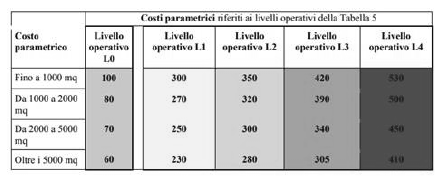 Costi parametrici riferiti ai livelli operativi della Tabella 5
Costo parametrico Livello operativo L0 Livello operativo L1 Livello operativo L2 Livello operativo L3 Livello operativo L4
Fino a 1000 mq 100 300 350 420 530
Da 1000 a 2000 mq 80 270 320 390 500
Da 2000 a 5000 mq 70 250 300 340 450
Oltre i 5000 mq 60 230 280 305 410